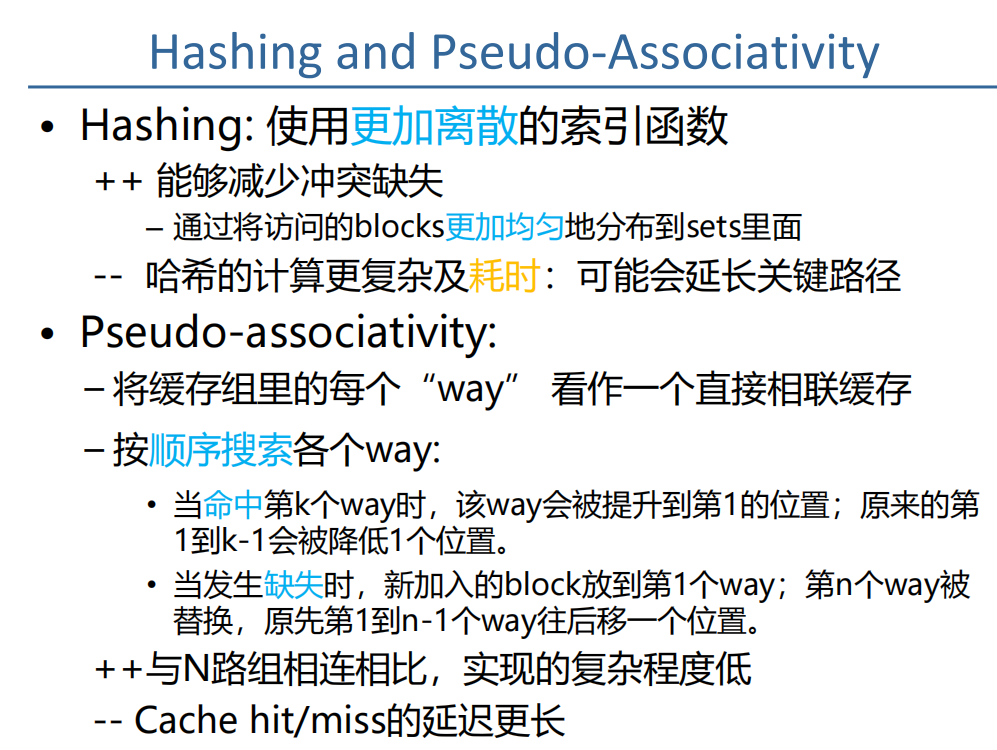 Hashing and Pseudo-Associativity
• Hashing: 使用更加离散的索引函数
++ 能够减少冲突缺失
– 通过将访问的blocks更加均匀地分布到sets里面
-- 哈希的计算更复杂及耗时：可能会延长关键路径
• Pseudo-associativity:
– 将缓存组里的每个“way” 看作一个直接相联缓存
– 按顺序搜索各个way:
• 当命中第k个way时，该way会被提升到第1的位置；原来的第
1到k-1会被降低1个位置。
• 当发生缺失时，新加入的block放到第1个way；第n个way被
替换，原先第1到n-1个way往后移一个位置。
++与N路组相连相比，实现的复杂程度低
-- Cache hit/miss的延迟更长